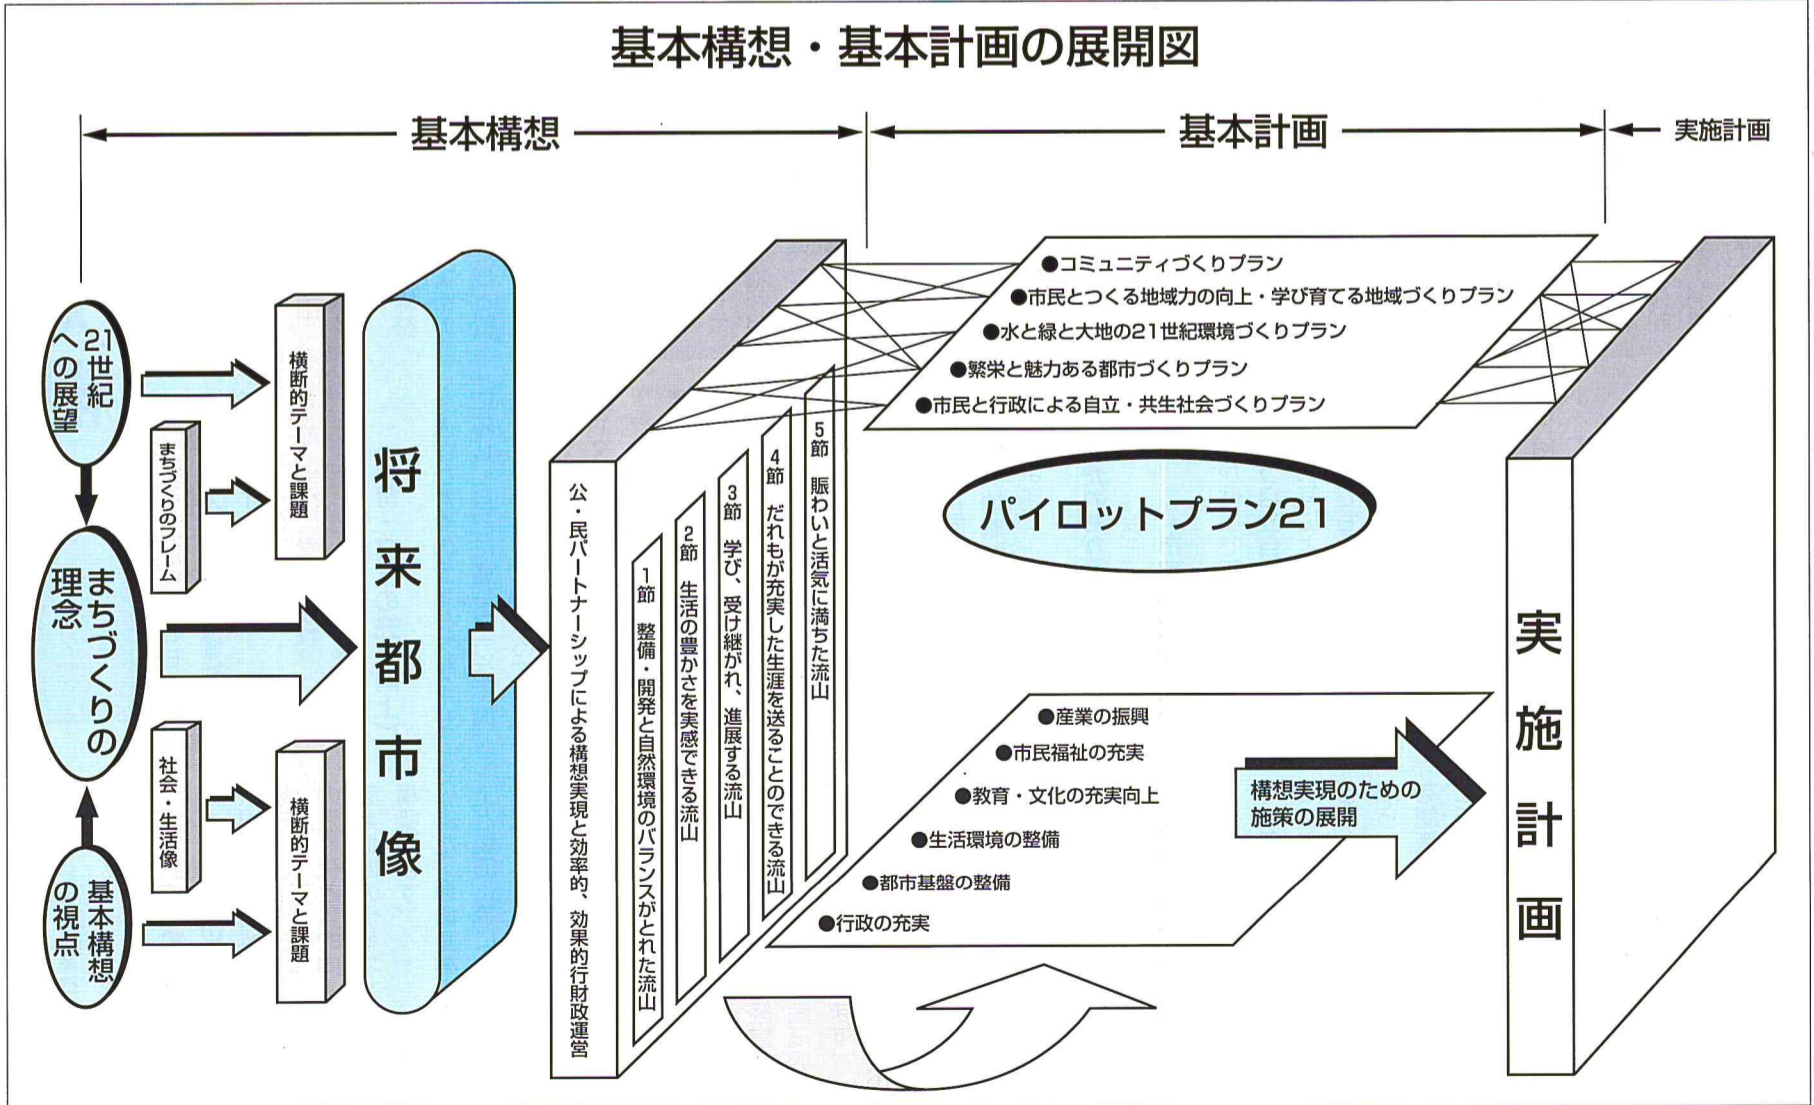 基本構想・基本計画の展開図
基本構想
基本計画
実施計画
21世紀
への展望
まちづくりの
理念
基本構想
の視点
まちづくりのフレーム
社会・生活像
横断的テーマと課題
横断的テーマと課題
将来都市像
公・民パートナーシップによる構想実現と効率的、効果的行財政運営
1節 整備・開発と自然環境のバランスがとれた流山
2節 生活の豊かさを実感できる流山
3節 学び、受け継がれ、進展する流山
4節 だれもが充実した生涯を送ることのできる流山
5節 賑わいと活気に満ちた流山
●コミュニティづくりプラン
●市民とつくる地域力の向上・学び育てる地域づくりプラン
●水と緑と大地の21世紀環境づくりプラン
●繁栄と魅力ある都市づくりプラン
●市民と行政による自立・共生社会づくりプラン
パイロットプラン21
●産業の振興
●市民福祉の充実
●教育・文化の充実向上
●生活環境の整備
●都市基盤の整備
●行政の充実
構想実現のための
施策の展開
実施計画